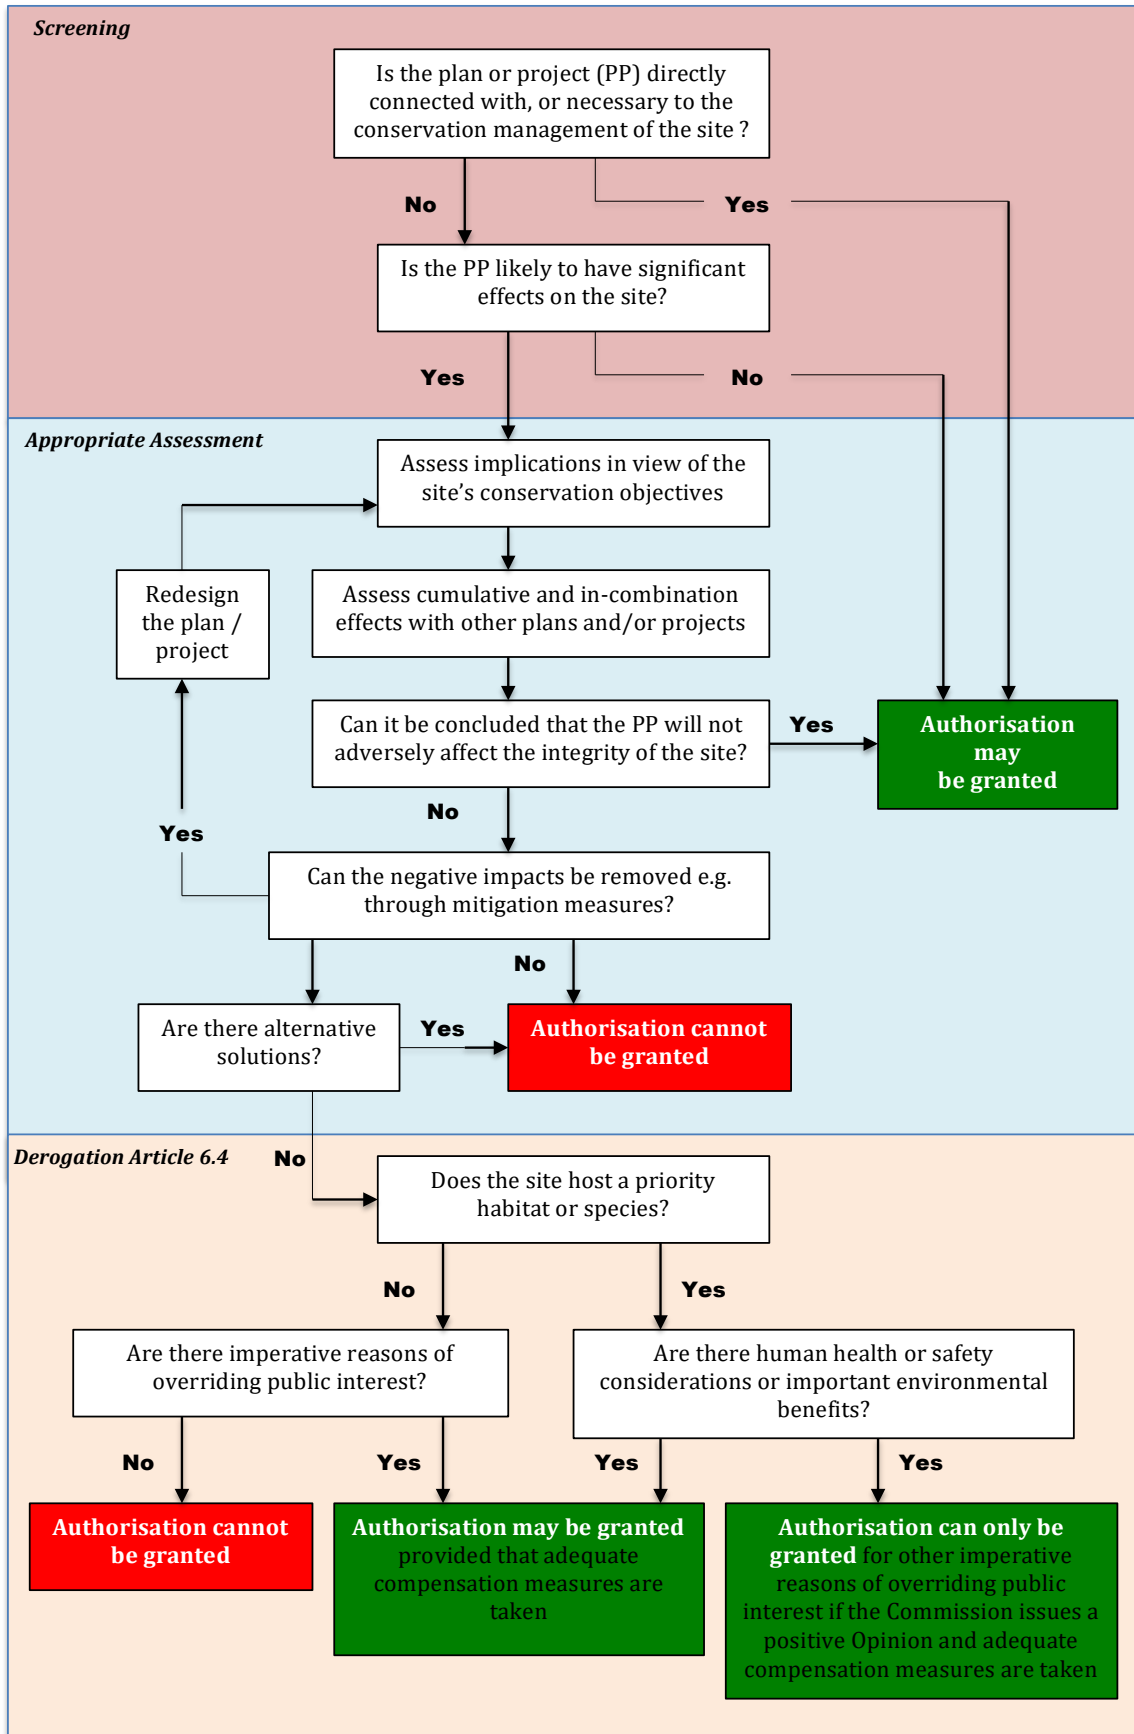 Screening
Is the plan or project (PP) directly
connected with, or necessary to the
conservation management of the site ?
No
Yes
Is the PP likely to have significant
effects on the site?
Yes
No
Appropriate Assessment
Assess implications in view of the
site’s conservation objectives
Redesign
the plan /
project
Assess cumulative and in-combination
effects with other plans and/or projects
Can it be concluded that the PP will not
adversely affect the integrity of the site?
Yes
Authorisation
may
be granted
No
Yes
Can the negative impacts be removed e.g.
through mitigation measures?
No
Are there alternative
solutions?
Yes
Authorisation cannot
be granted
Derogation Article 6.4
No
Does the site host a priority
habitat or species?
No
Yes
Are there imperative reasons of
overriding public interest?
Are there human health or safety
considerations or important environmental
benefits?
No
Yes
Yes
Yes
Authorisation cannot
be granted
Authorisation may be granted
provided that adequate
compensation measures are
taken
Authorisation can only be
granted for other imperative
reasons of overriding public
interest if the Commission issues a
positive Opinion and adequate
compensation measures are taken